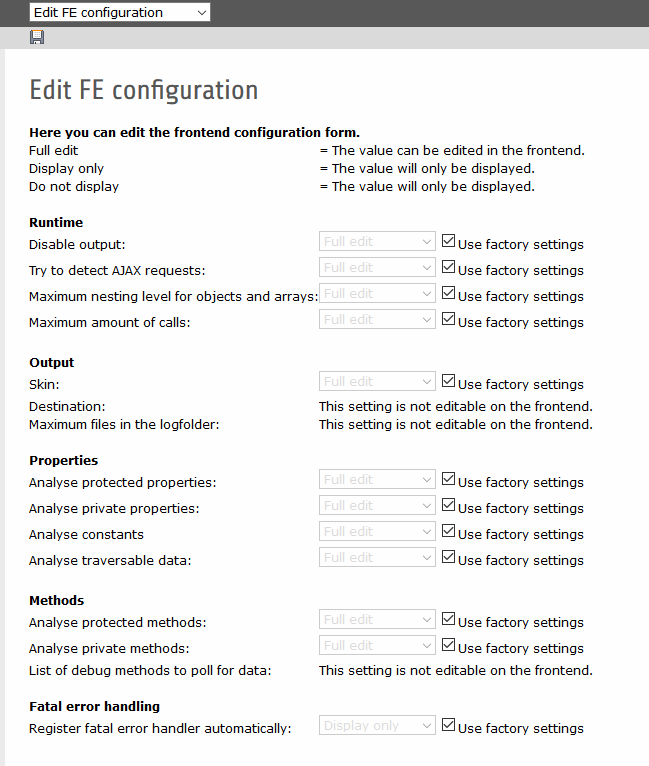 Edit FE configuration
Edit FE configuration
Here you can edit the frontend configuration form.
Full edit = The value can be edited in the frontend.
Display only = The value will only be displayed.
Do not display = The value will only be displayed.
Runtime
Disable output: Full edit Use factory settings
Try to detect AJAX requests: Full edit Use factory settings
Maximum nesting level for objects and arrays: Full edit Use factory settings
Maximum amount of calls: Full edit Use factory settings
Output
Skin: Full edit Use factory settings
Destination: This setting is not editable on the frontend.
Maximum files in the logfolder: This setting is not editable on the frontend.
Properties
Analyse protected properties: Full edit Use factory settings
Analyse private properties: Full edit Use factory settings
Analyse constants Full edit Use factory settings
Analyse traversable data: Full edit Use factory settings
Methods
Analyse protected methods: Full edit Use factory settings
Analyse private methods: Full edit Use factory settings
List of debug methods to poll for data: This setting is not editable on the frontend.
Fatal error handling
Register fatal error handler automatically: Display only Use factory settings